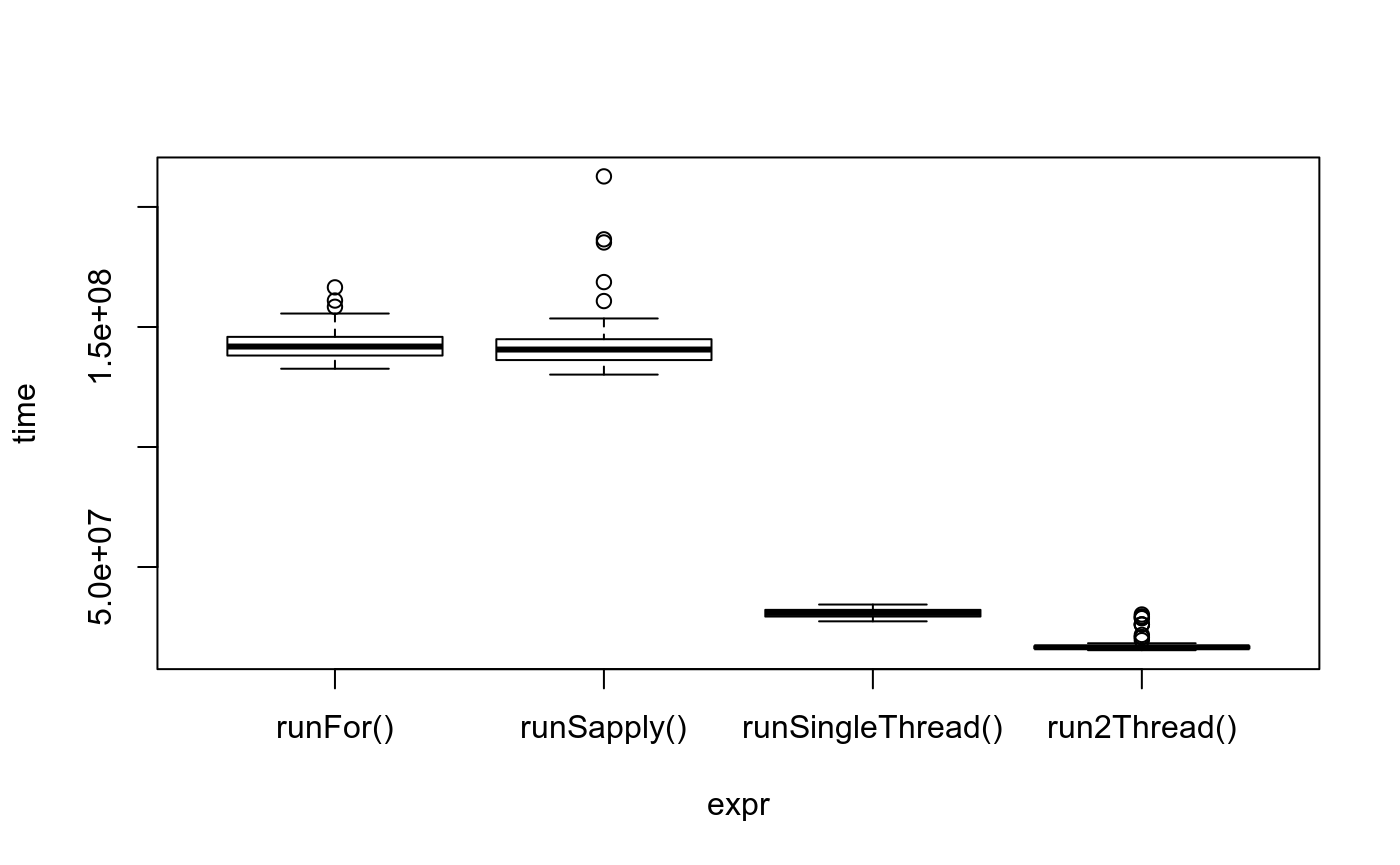 time
1.5e+08
5.0e+07
runFor() runSapply() runSingleThread() run2Thread()
expr